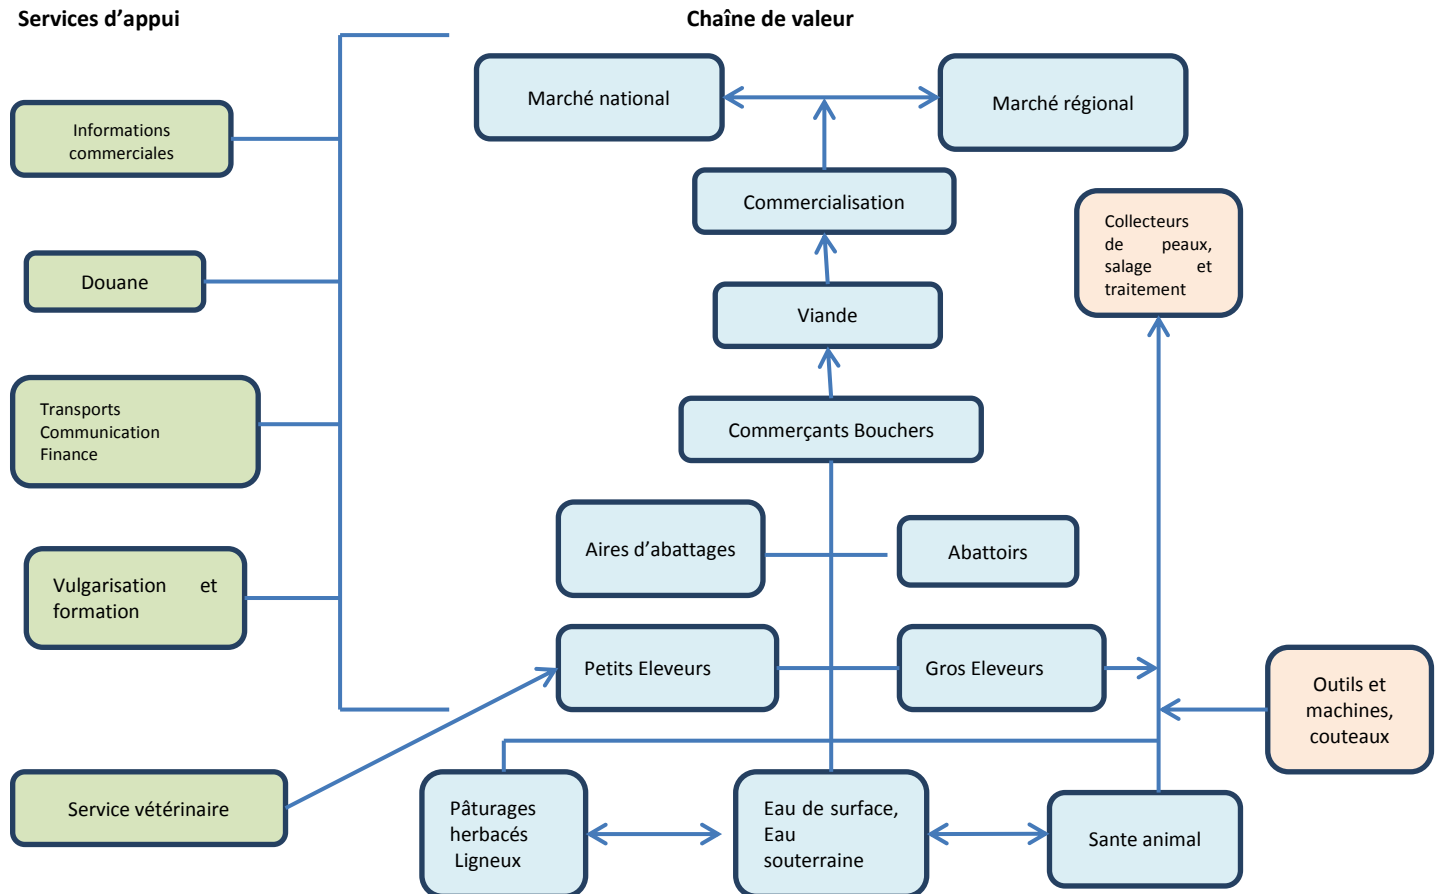 Services d’appui
Chaîne de valeur
Marché national
Marché régional
Informations
commerciales
Commercialisation
Collecteurs
de peaux,
salage et
traitement
Douane
Viande
Transports
Communication
Finance
Commerçants Bouchers
Aires d’abattages
Abattoirs
Vulgarisation et
formation
Petits Eleveurs
Gros Eleveurs
Outils et
machines,
couteaux
Service vétérinaire
Pâturages
herbacés
Ligneux
Eau de surface,
Eau
souterraine
Sante animal